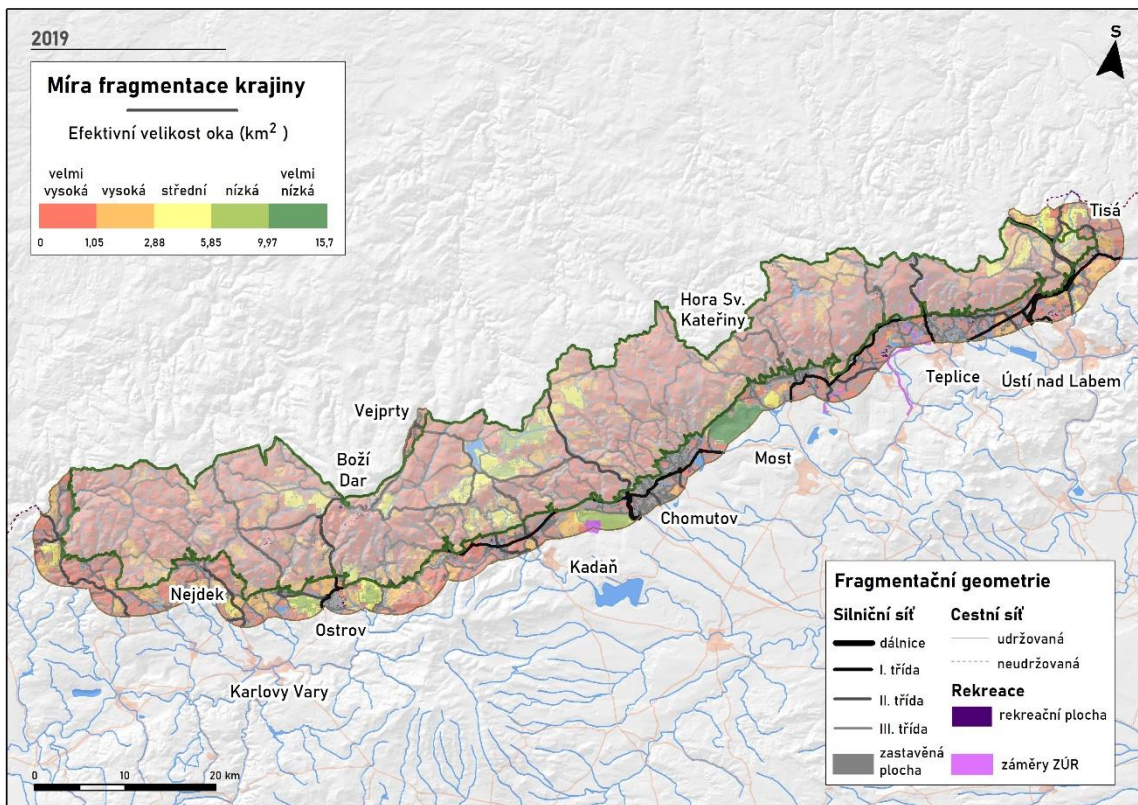 2019
S
Míra fragmentace krajiny
Efektivní velikost oka (km² )
velmi vysoká
vysoká
střední
nízká
velmi nízká
0 1,05 2,88 5,85 9,97 15,7
Tisá
Hora Sv.
Kateřiny
Teplice
Ústí nad Labem
Vejprty
Boží
Dar
Most
Chomutov
Kadaň
Nejdek
Ostrov
Karlovy Vary
0 10 20 km
Fragmentační geometrie
Silniční síť
dálnice
I. třída
II. třída
III. třída
zastavěná
plocha
Cestní síť
udržovaná
neudržovaná
Rekreace
rekreační plocha
záměry ZÚR